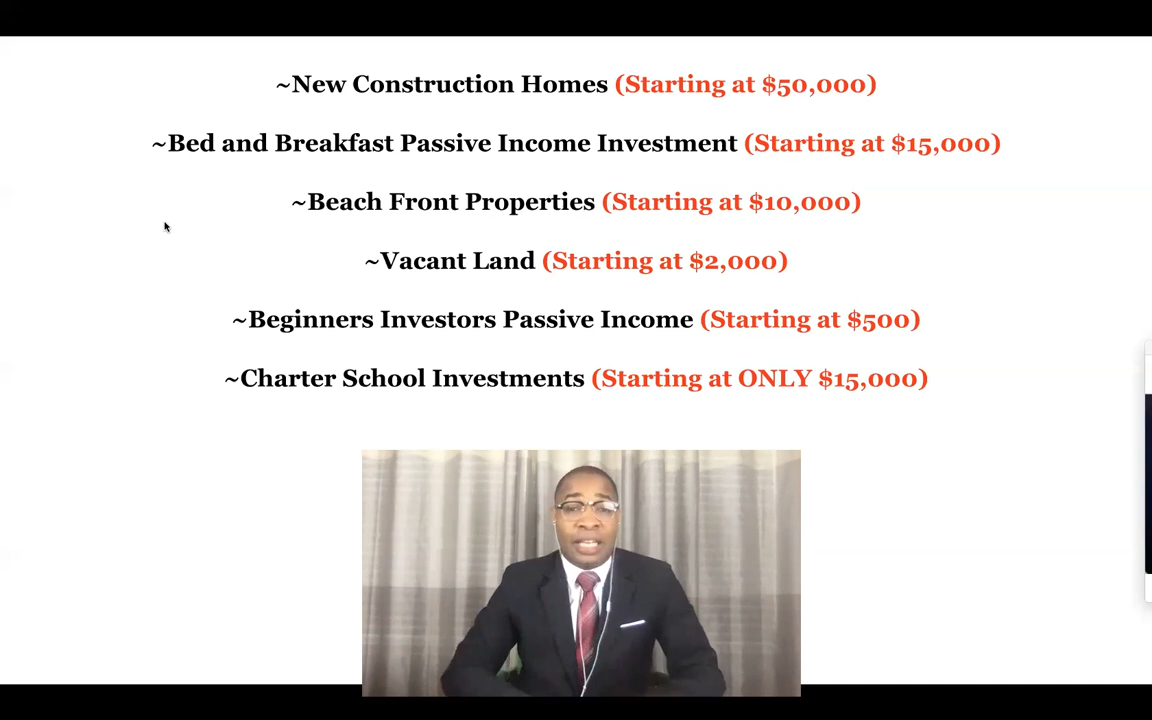 ~New Construction Homes (Starting at $50,000)
~Bed and Breakfast Passive Income Investment (Starting at $15,000)
~Beach Front Properties (Starting at $10,000)
~Vacant Land (Starting at $2,000)
~Beginners Investors Passive Income (Starting at $500)
~Charter School Investments (Starting at ONLY $15,000)